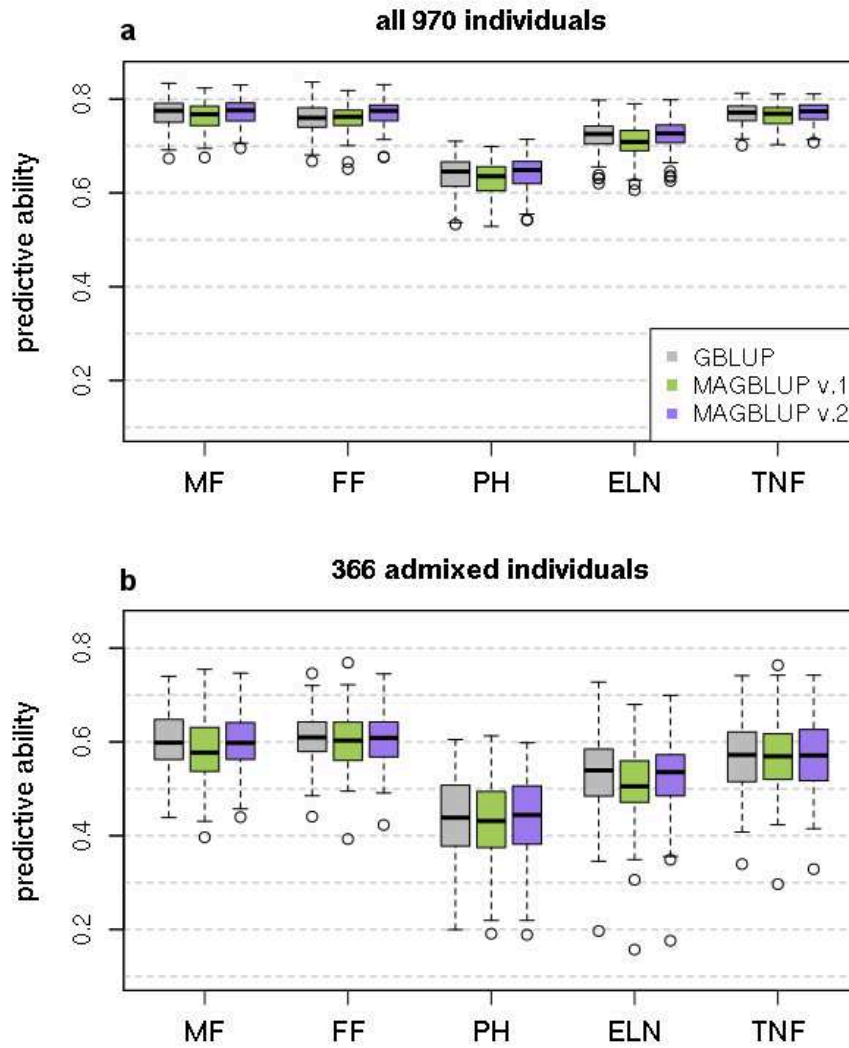 a
all 970 individuals
predictive ability
0.8
0.6
0.4
0.2
GBLUP
MAGBLUP v.1
MAGBLUP v.2
MF FF PH ELN TNF
b
366 admixed individuals
predictive ability
0.8
0.6
0.4
0.2
MF FF PH ELN TNF